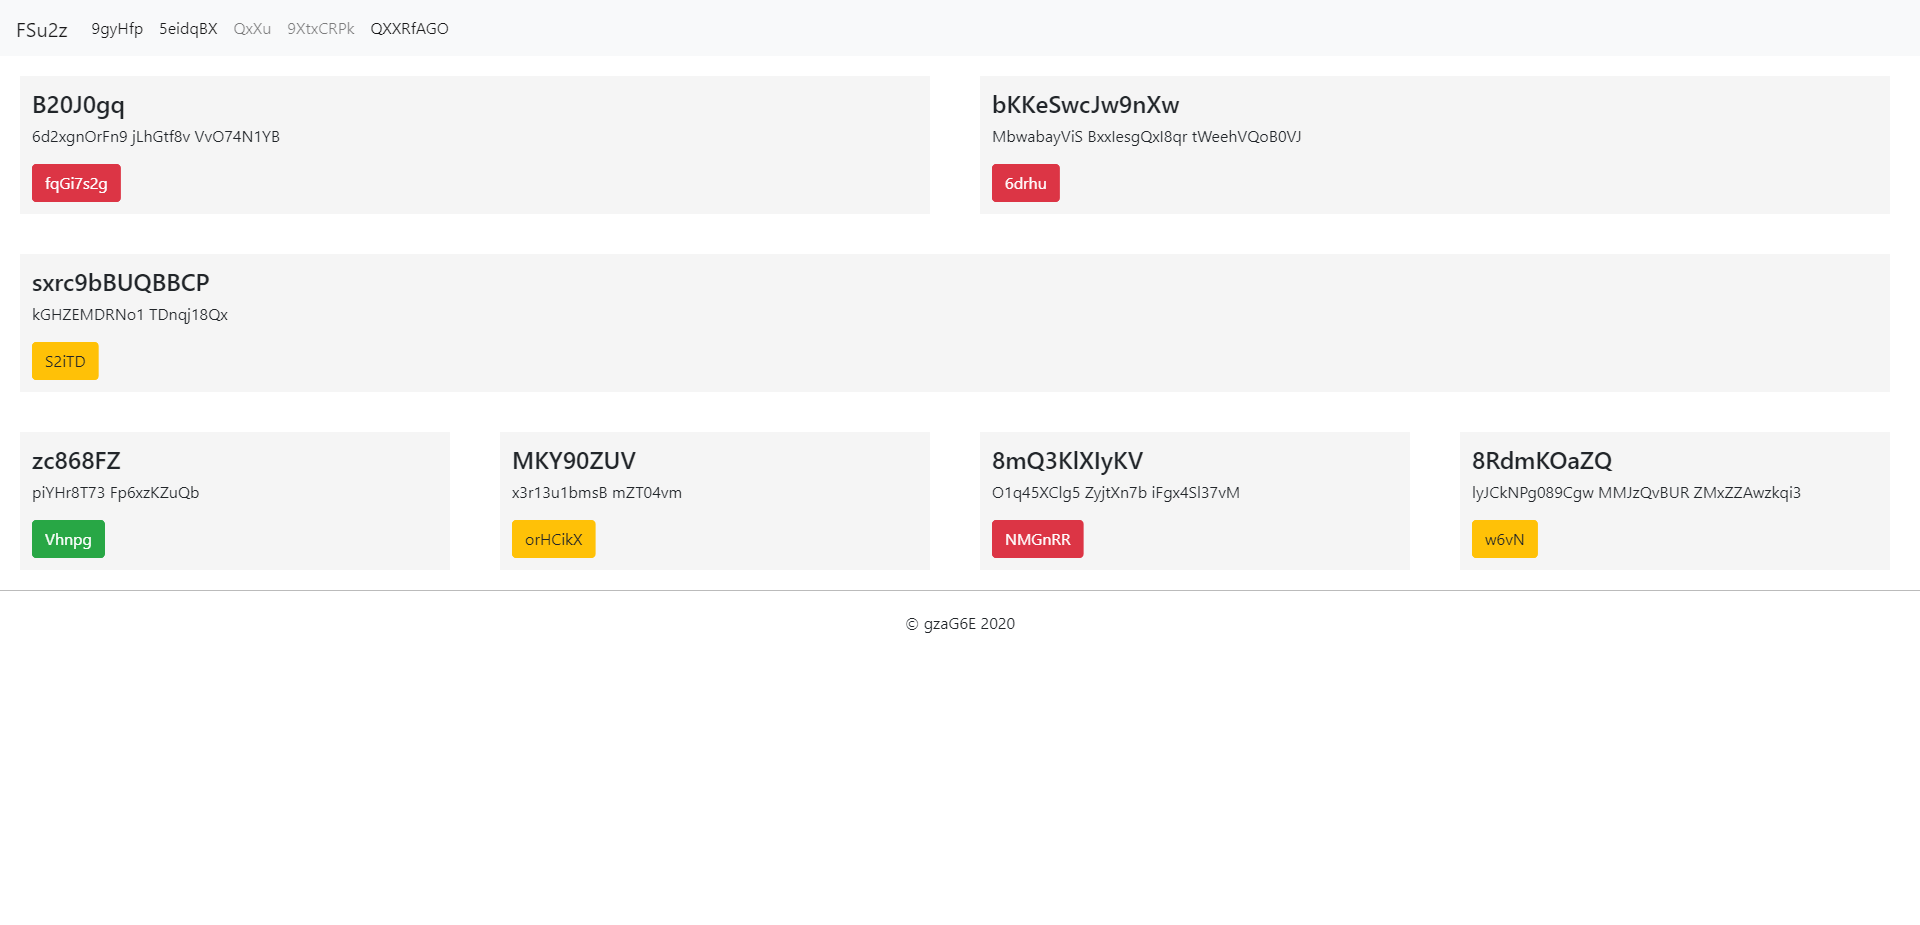 FSu2z 9gyHfp 5eidqBX QxXu 9XtxCRPk QXXRfAGO
B20J0gq
6d2xgnOrFn9 jLhGtf8v VvO74N1YB
fqGi7s2g
bKKeSwcJw9nXw
MbwabayViS BxxIesgQxI8qr tWeehVQoB0VJ
6drhu
sxrc9bBUQBBCP
kGHZEMDRNo1 TDnqj18Qx
S2iTD
zc868FZ
piYHr8T73 Fp6xzKZuQb
Vhnpg
MKY90ZUV
x3r13u1bmsB mZT04vm
orHCikX
8mQ3KlXIyKV
O1q45XClg5 ZyjtXn7b iFgx4Sl37vM
NMGnRR
8RdmKOaZQ
lyJCkNPg089Cgw MMJzQvBUR ZMxZZAwzkqi3
w6vN
© gzaG6E 2020